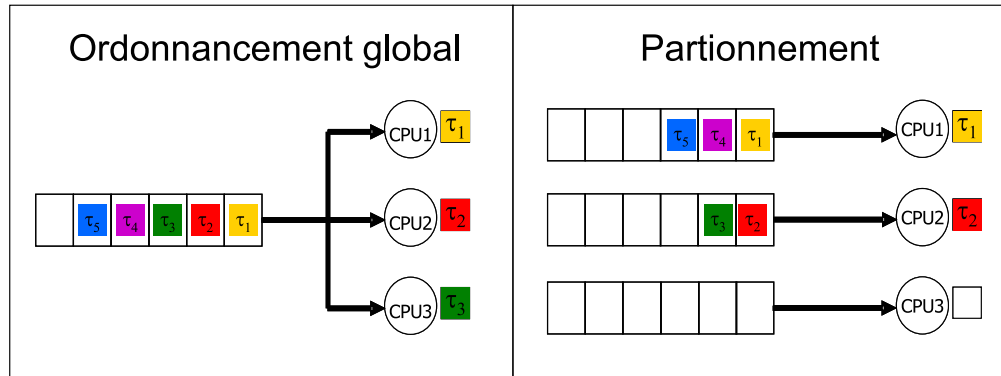 Ordonnancement global
CPU1 τ1
τ5 τ4 τ3 τ2 τ1 CPU2 τ2
CPU3 τ3
Partionnement
τ5 τ4 τ1 CPU1 τ1
τ3 τ2 CPU2 τ2
CPU3